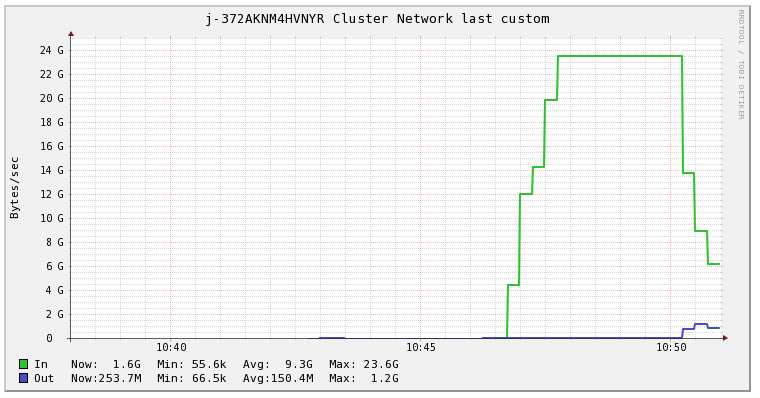 j-372AKNM4HVNYR Cluster Network last custom
RRDTOOL / TOBI OETIKER
Bytes/sec
24 G
22 G
20 G
18 G
16 G
14 G
12 G
10 G
8 G
6 G
4 G
2 G
0
10:40 10:45 10:50
In Now: 1.6G Min: 55.6k Avg: 9.3G Max: 23.6G
Out Now:253.7M Min: 66.5k Avg:150.4M Max: 1.2G